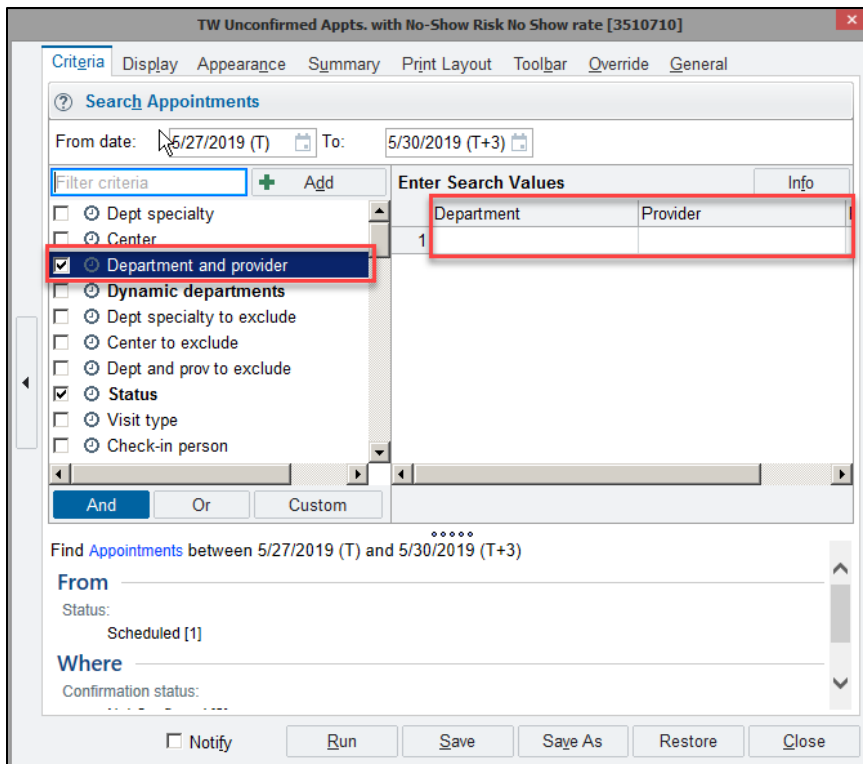 TW Unconfirmed Appts. with No-Show Risk No Show rate [3510710]
Criteria Display Appearance Summary Print Layout Toolbar Override General
Search Appointments
From date: 5/27/2019 (T) To: 5/30/2019 (T+3)
Filter criteria Add Enter Search Values Info
Dept specialty
Department Provider
Center
1
Department and provider
Dynamic departments
Dept specialty to exclude
Center to exclude
Dept and prov to exclude
Status
Visit type
Check-in person
And Or Custom
Find Appointments between 5/27/2019 (T) and 5/30/2019 (T+3)
From
Status:
Scheduled [1]
Where
Confirmation status:
Notify Run Save Save As Restore Close